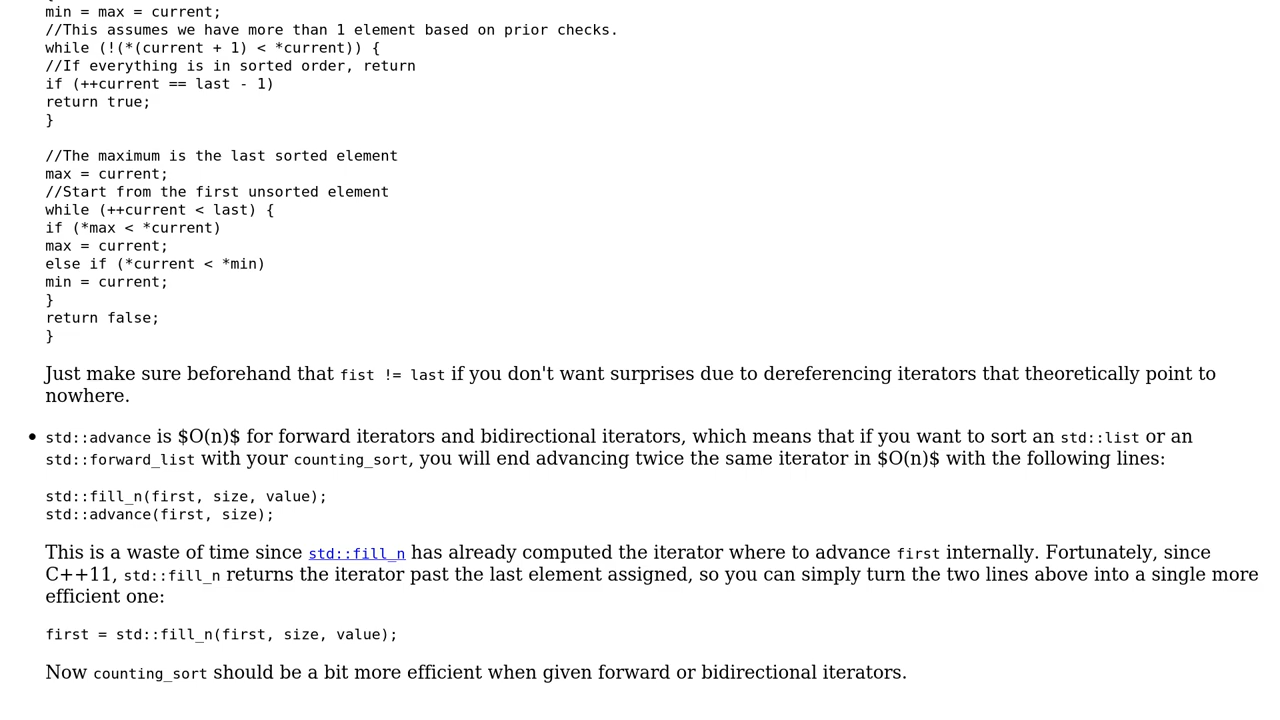 min = max = current;
//This assumes we have more than 1 element based on prior checks.
while (!(*(current + 1) < *current)) {
//If everything is in sorted order, return
if (++current == last - 1)
return true;
}
//The maximum is the last sorted element
max = current;
//Start from the first unsorted element
while (++current < last) {
if (*max < *current)
max = current;
else if (*current < *min)
min = current;
}
return false;
}
Just make sure beforehand that fist != last if you don't want surprises due to dereferencing iterators that theoretically point to
nowhere.
• std::advance is $O(n)$ for forward iterators and bidirectional iterators, which means that if you want to sort an std::list or an
std::forward_list with your counting_sort, you will end advancing twice the same iterator in $O(n)$ with the following lines:
std::fill_n(first, size, value);
std::advance(first, size);
This is a waste of time since std::fill_n has already computed the iterator where to advance first internally. Fortunately, since
C++11, std::fill_n returns the iterator past the last element assigned, so you can simply turn the two lines above into a single more
efficient one:
first = std::fill_n(first, size, value);
Now counting_sort should be a bit more efficient when given forward or bidirectional iterators.